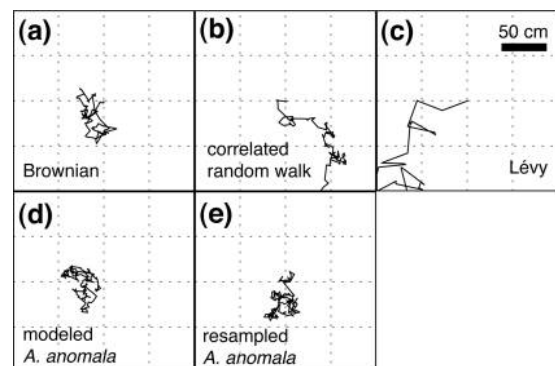 (a)
Brownian
(b)
correlated
random walk
(c)
50 cm
Lévy
(d)
modeled
A. anomala
(e)
resampled
A. anomala